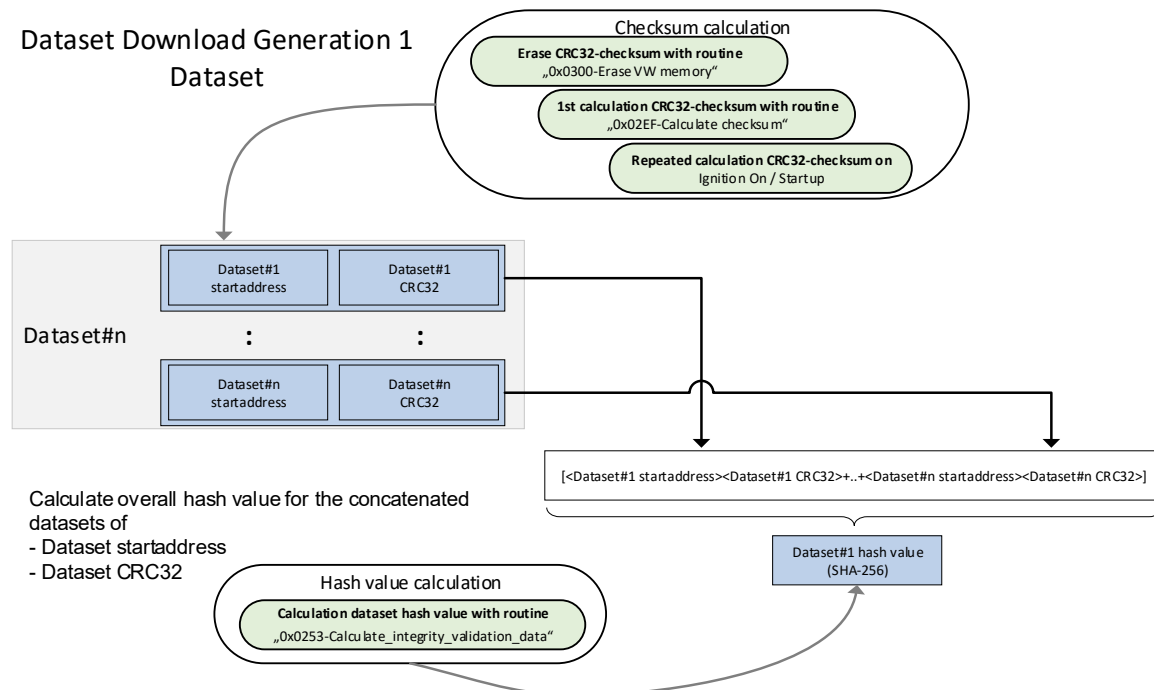 Dataset Download Generation 1
Dataset
Checksum calculation
Erase CRC32-checksum with routine
„0x0300-Erase VW memory“
1st calculation CRC32-checksum with routine
„0x02EF-Calculate checksum“
Repeated calculation CRC32-checksum on
Ignition On / Startup
Dataset#n
Dataset#1
startaddress
Dataset#1
CRC32
:
:
Dataset#n
startaddress
Dataset#n
CRC32
[<Dataset#1 startaddress><Dataset#1 CRC32>+..+<Dataset#n startaddress><Dataset#n CRC32>]
Dataset#1 hash value
(SHA-256)
Calculate overall hash value for the concatenated
datasets of
- Dataset startaddress
- Dataset CRC32
Hash value calculation
Calculation dataset hash value with routine
„0x0253-Calculate_integrity_validation_data“